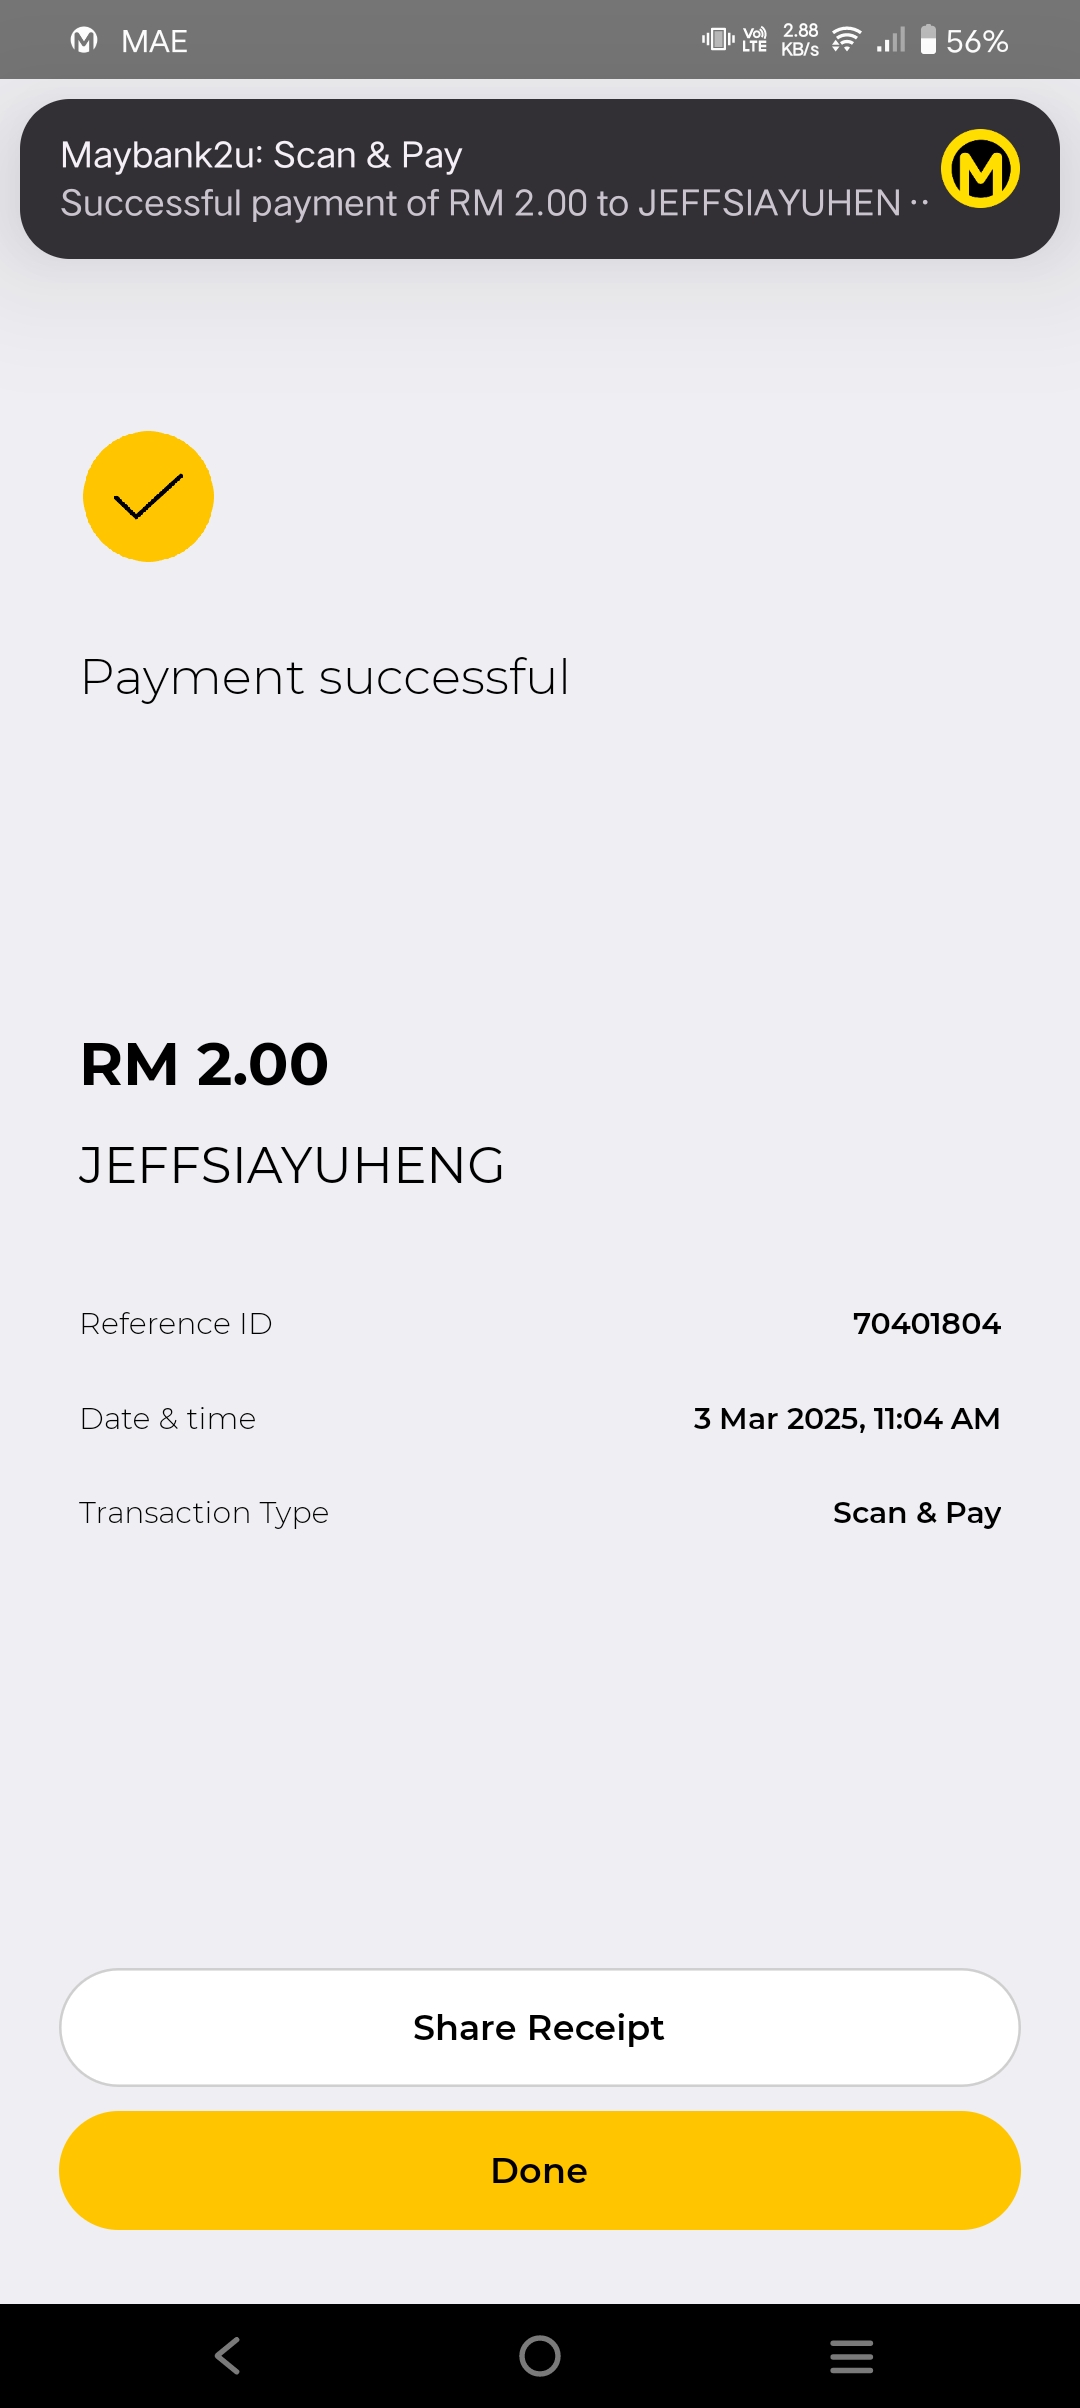 MAE
Vo)) LTE 2.88 KB/s 56%
Maybank2u: Scan & Pay
Successful payment of RM 2.00 to JEFFSIAYUHEN ··
Payment successful
RM 2.00
JEFFSIAYUHENG
Reference ID 70401804
Date & time 3 Mar 2025, 11:04 AM
Transaction Type Scan & Pay
Share Receipt
Done